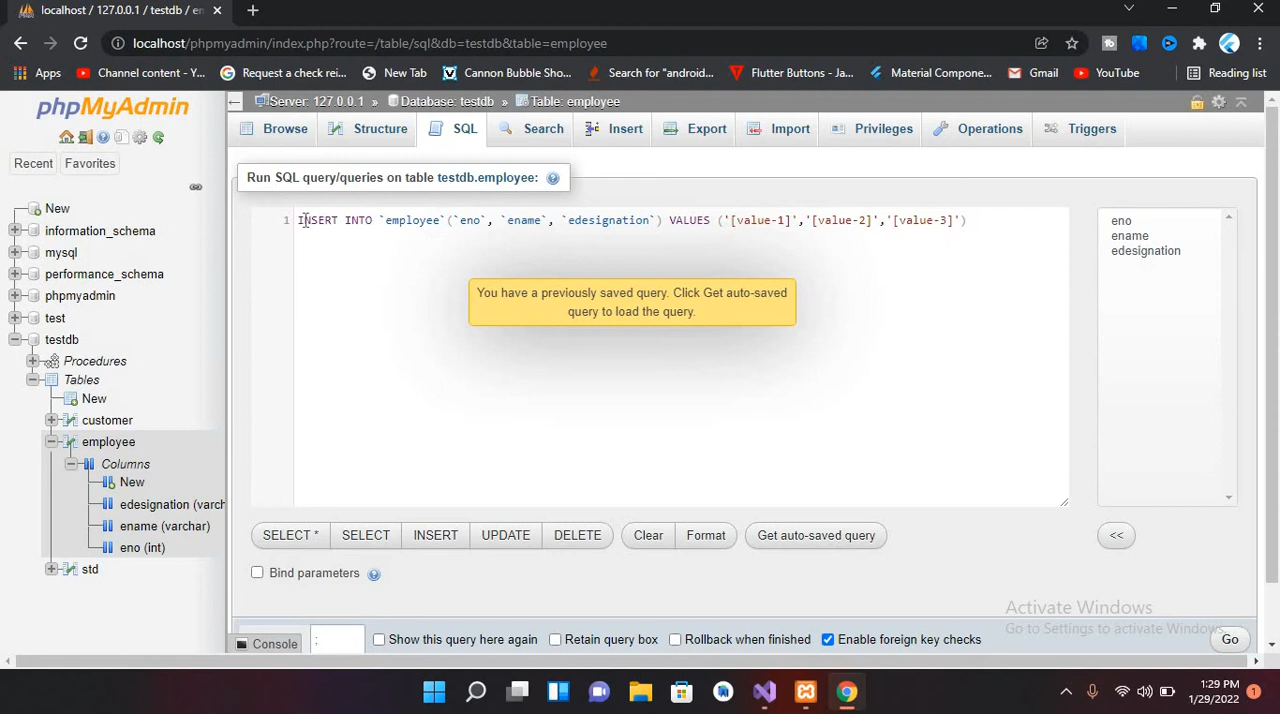 localhost / 127.0.0.1 / testdb / en
localhost/phpmyadmin/index.php?route=/table/sql&db=testdb&table=employee
Apps Channel content - Y... Request a check rei... New Tab Cannon Bubble Sho... Search for "android... Flutter Buttons - Ja... Material Compone... Gmail YouTube Reading list
phpMyAdmin
Recent Favorites
New
information_schema
mysql
performance_schema
phpmyadmin
test
testdb
Procedures
Tables
New
customer
employee
Columns
New
edesignation (varch
ename (varchar)
eno (int)
std
Server: 127.0.0.1 » Database: testdb » Table: employee
Browse Structure SQL Search Insert Export Import Privileges Operations Triggers
Run SQL query/queries on table testdb.employee:
1 INSERT INTO `employee`(`eno`, `ename`, `edesignation`) VALUES ('[value-1]','[value-2]','[value-3]')
You have a previously saved query. Click Get auto-saved
query to load the query.
eno
ename
edesignation
SELECT * SELECT INSERT UPDATE DELETE Clear Format Get auto-saved query <<
Bind parameters
Activate Windows
Go to Settings to activate Windows.
Console ; Show this query here again Retain query box Rollback when finished Enable foreign key checks Go
1:29 PM
1/29/2022 1